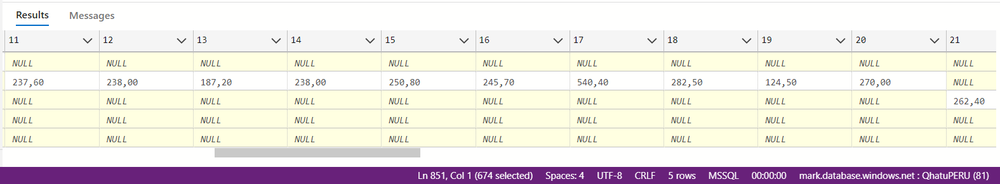 Results Messages
11 12 13 14 15 16 17 18 19 20 21
NULL NULL NULL NULL NULL NULL NULL NULL NULL NULL NULL
237,60 238,00 187,20 238,00 250,80 245,70 540,40 282,50 124,50 270,00 NULL
NULL NULL NULL NULL NULL NULL NULL NULL NULL NULL 262,40
NULL NULL NULL NULL NULL NULL NULL NULL NULL NULL NULL
NULL NULL NULL NULL NULL NULL NULL NULL NULL NULL NULL
Ln 851, Col 1 (674 selected) Spaces: 4 UTF-8 CRLF 5 rows MSSQL 00:00:00 mark.database.windows.net : QhatuPERU (81)